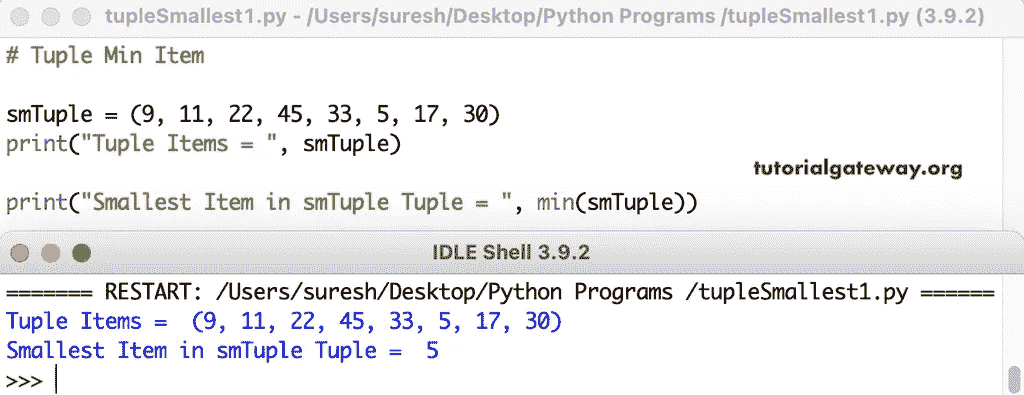 tupleSmallest1.py - /Users/suresh/Desktop/Python Programs /tupleSmallest1.py (3.9.2)
# Tuple Min Item
smTuple = (9, 11, 22, 45, 33, 5, 17, 30)
print("Tuple Items = ", smTuple)
tutorialgateway.org
print("Smallest Item in smTuple Tuple = ", min(smTuple))
IDLE Shell 3.9.2
======= RESTART: /Users/suresh/Desktop/Python Programs /tupleSmallest1.py ======
Tuple Items =  (9, 11, 22, 45, 33, 5, 17, 30)
Smallest Item in smTuple Tuple =  5
>>>